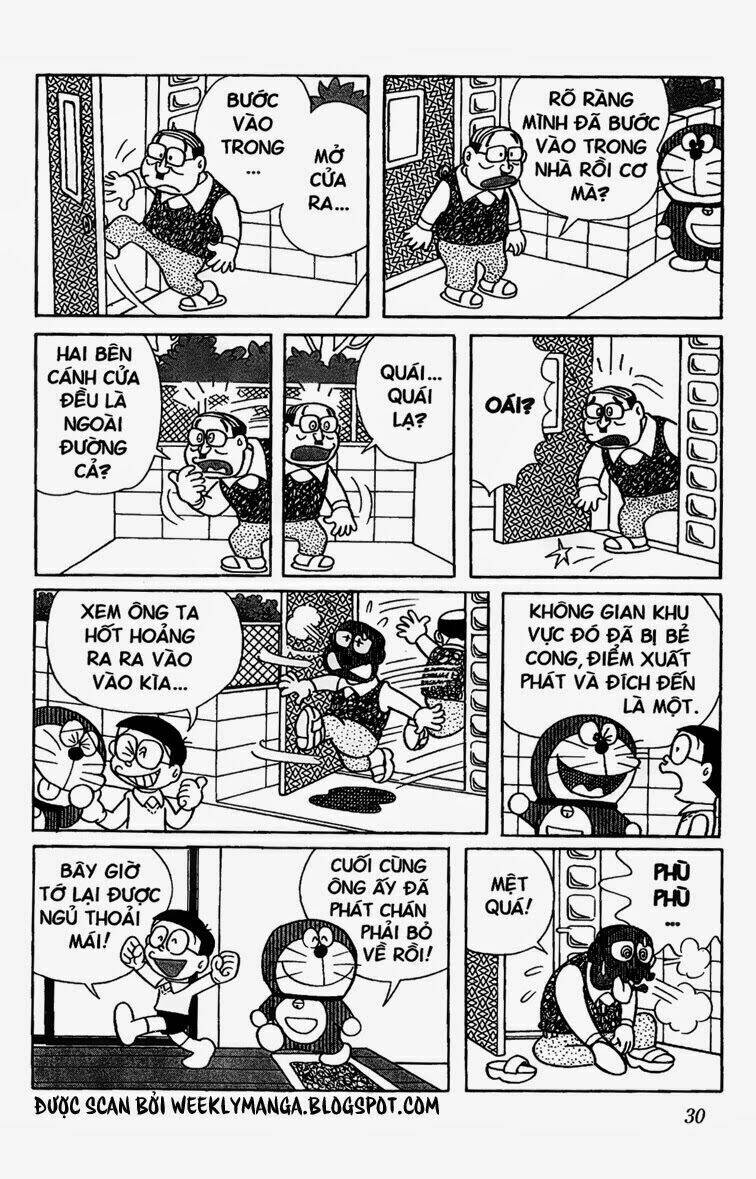 BƯỚC
VÀO
TRONG
...
MỞ
CỬA
RA...
RÕ RÀNG
MÌNH ĐÃ BƯỚC
VÀO TRONG
NHÀ RỒI CƠ
MÀ?
HAI BÊN
CÁNH CỬA
ĐỀU LÀ
NGOÀI
ĐƯỜNG
CẢ?
QUÁI...
QUÁI
LẠ?
OÁI?
XEM ÔNG TA
HỐT HOẢNG
RA RA VÀO
VÀO KÌA...
KHÔNG GIAN KHU
VỰC ĐÓ ĐÃ BỊ BẺ
CONG, ĐIỂM XUẤT
PHÁT VÀ ĐÍCH ĐẾN
LÀ MỘT.
BÂY GIỜ
TỚ LẠI ĐƯỢC
NGỦ THOẢI
MÁI!
CUỐI CÙNG
ÔNG ẤY ĐÃ
PHÁT CHÁN
PHẢI BỎ
VỀ RỒI!
MỆT
QUÁ!
PHÙ
PHÙ
...
ĐƯỢC SCAN BỞI WEEKLYMANGA.BLOGSPOT.COM
30